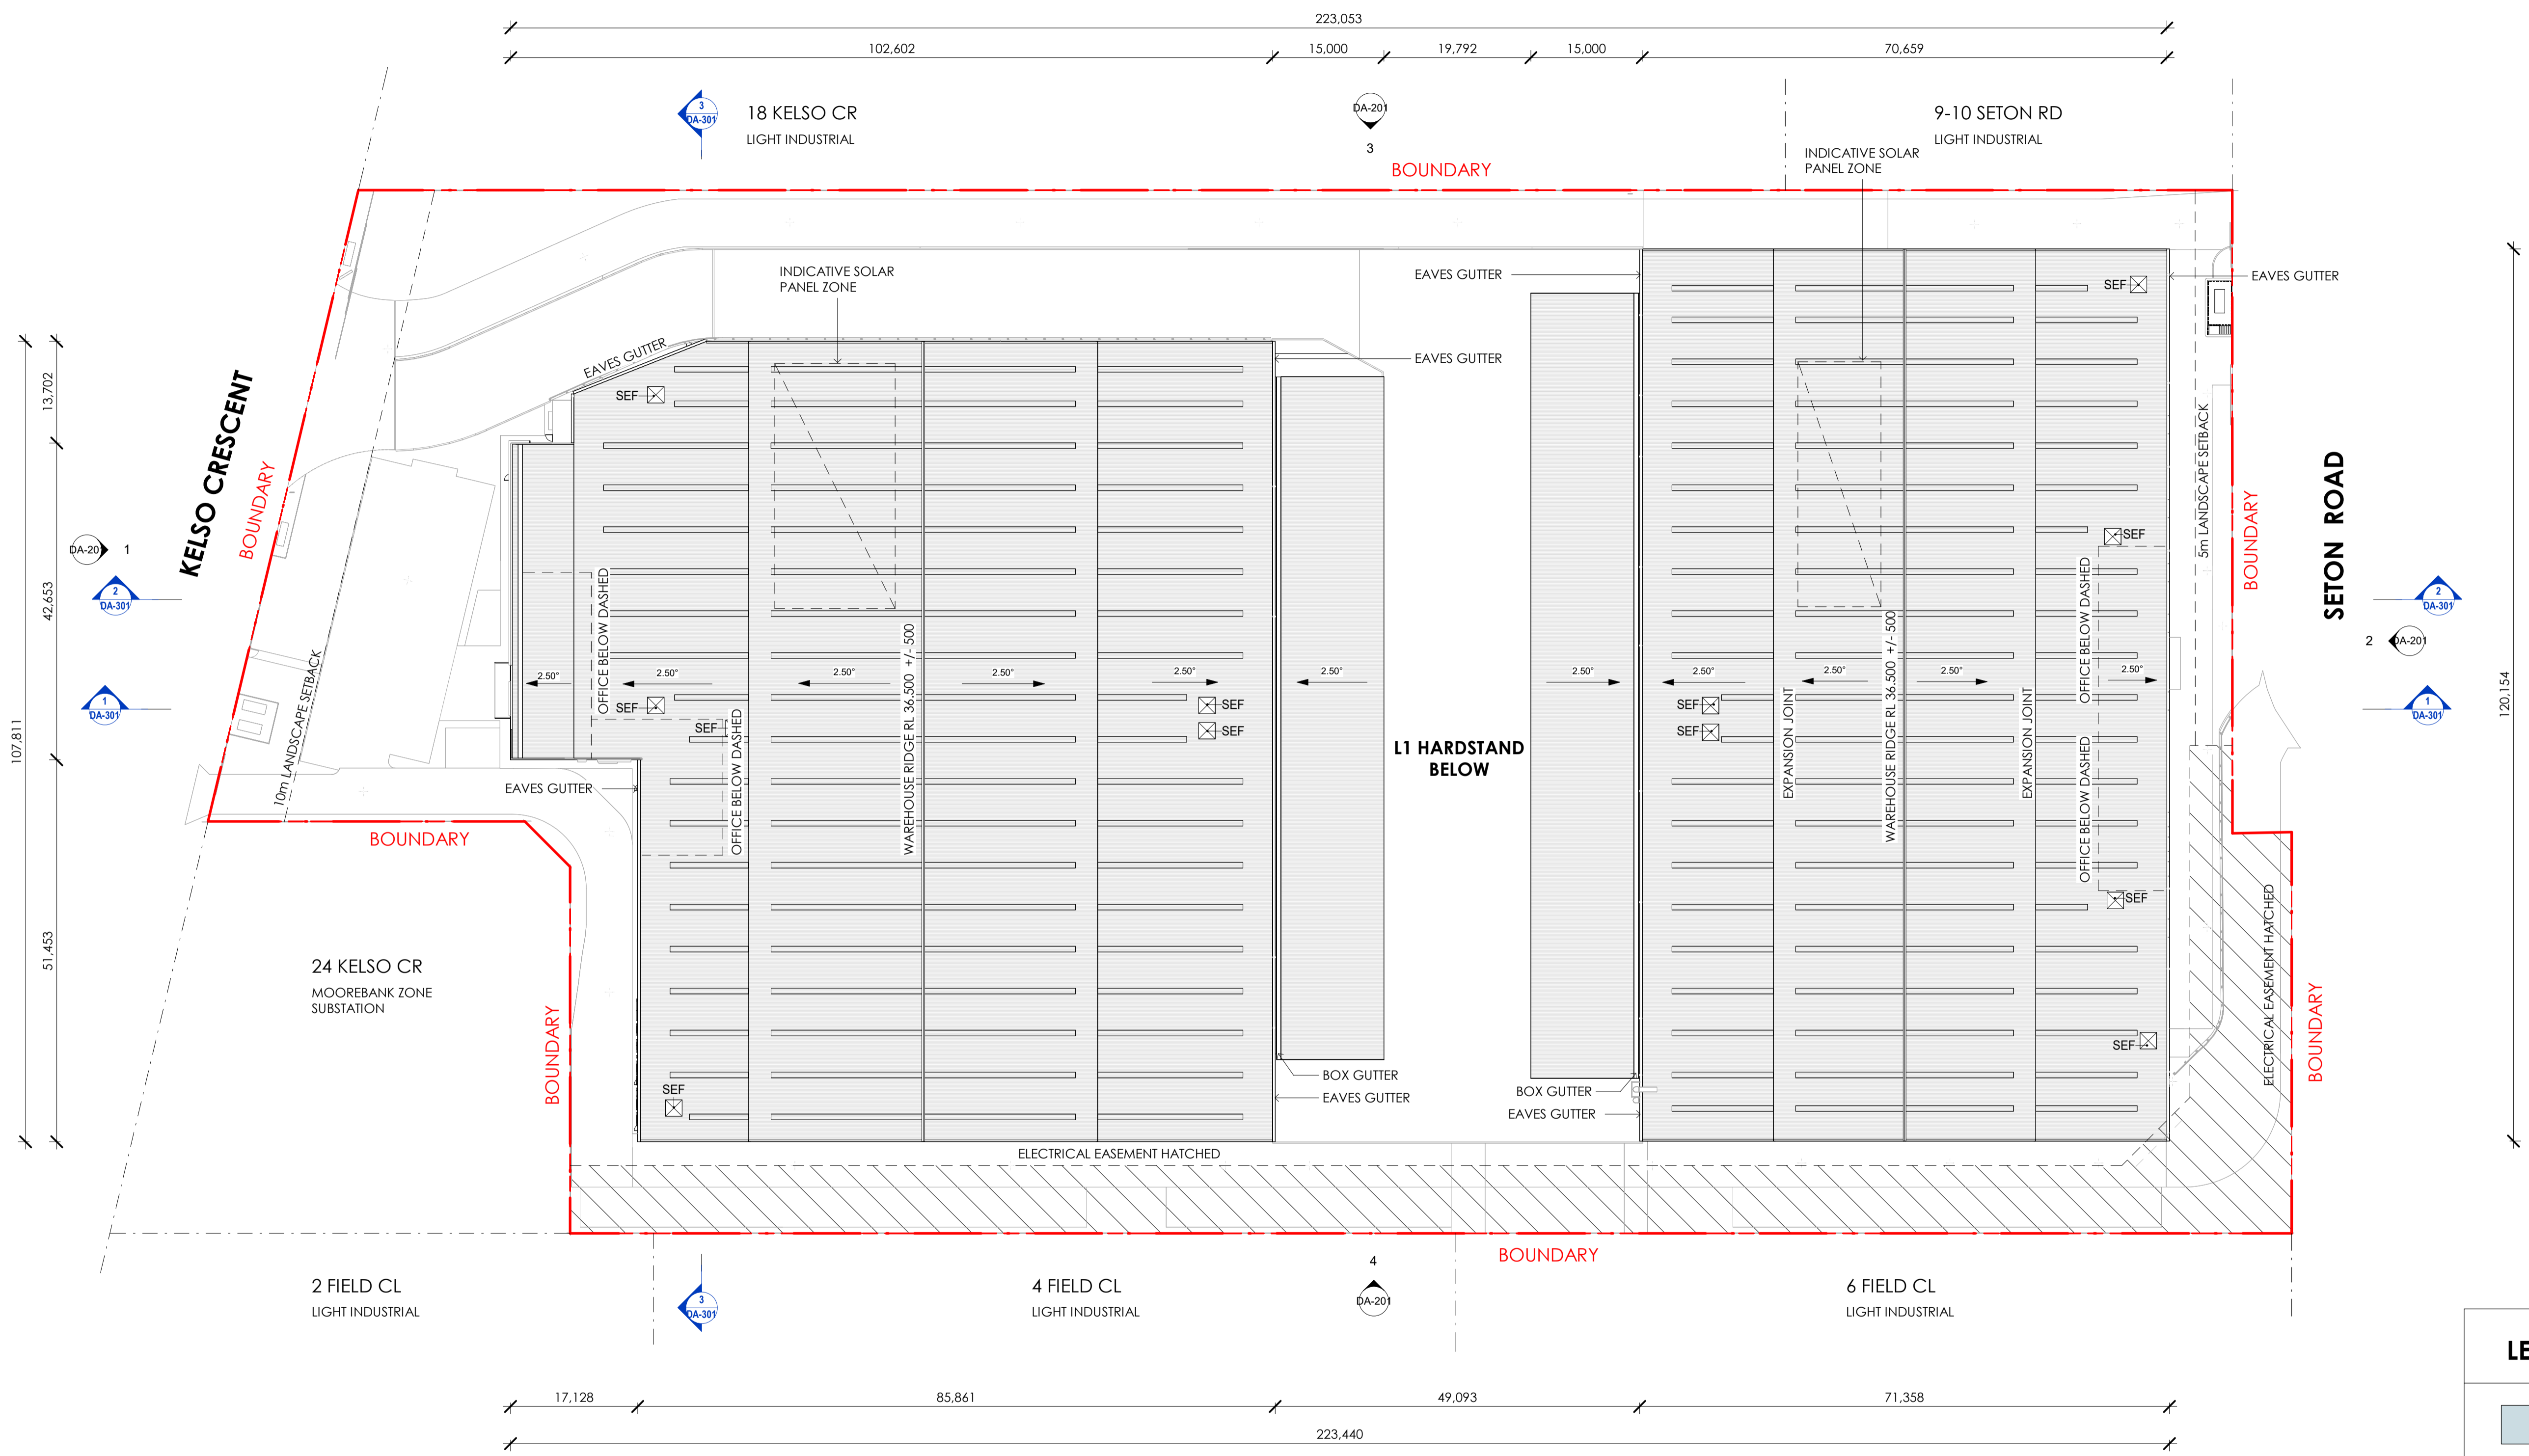 223,053
102,602
15,000
19,792
15,000
70,659
3
DA-301
18 KELSO CR
LIGHT INDUSTRIAL
DA-201
3
9-10 SETON RD
LIGHT INDUSTRIAL
INDICATIVE SOLAR
PANEL ZONE
BOUNDARY
INDICATIVE SOLAR
PANEL ZONE
EAVES GUTTER
EAVES GUTTER
SEF
EAVES GUTTER
EAVES GUTTER
SEF
KELSO CRESCENT
BOUNDARY
13,702
42,653
51,453
107,811
DA-201
1
2
DA-301
1
DA-301
10m LANDSCAPE SETBACK
OFFICE BELOW DASHED
WAREHOUSE RIDGE RL 36.500 +/- 500
2.50°
2.50°
2.50°
2.50°
2.50°
2.50°
2.50°
2.50°
2.50°
2.50°
2.50°
SEF
SEF
OFFICE BELOW DASHED
SEF
SEF
L1 HARDSTAND
BELOW
SEF
SEF
EXPANSION JOINT
WAREHOUSE RIDGE RL 36.500 +/- 500
EXPANSION JOINT
SEF
OFFICE BELOW DASHED
OFFICE BELOW DASHED
SEF
SEF
5m LANDSCAPE SETBACK
BOUNDARY
SETON ROAD
2
DA-301
2
DA-201
1
DA-301
120,154
EAVES GUTTER
BOUNDARY
24 KELSO CR
MOOREBANK ZONE
SUBSTATION
BOUNDARY
SEF
BOX GUTTER
EAVES GUTTER
BOX GUTTER
EAVES GUTTER
ELECTRICAL EASEMENT HATCHED
BOUNDARY
ELECTRICAL EASEMENT HATCHED
BOUNDARY
2 FIELD CL
LIGHT INDUSTRIAL
3
DA-301
4 FIELD CL
LIGHT INDUSTRIAL
4
DA-201
6 FIELD CL
LIGHT INDUSTRIAL
17,128
85,861
49,093
71,358
223,440